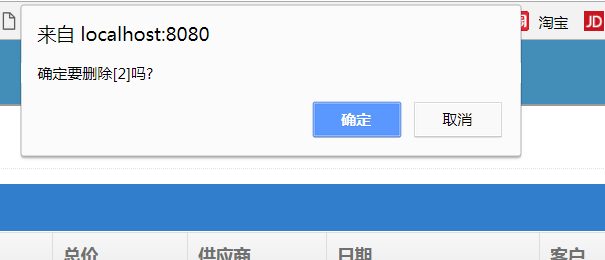 淘宝
JD
来自 localhost:8080
确定要删除[2]吗?
确定
取消
总价
供应商
日期
客户